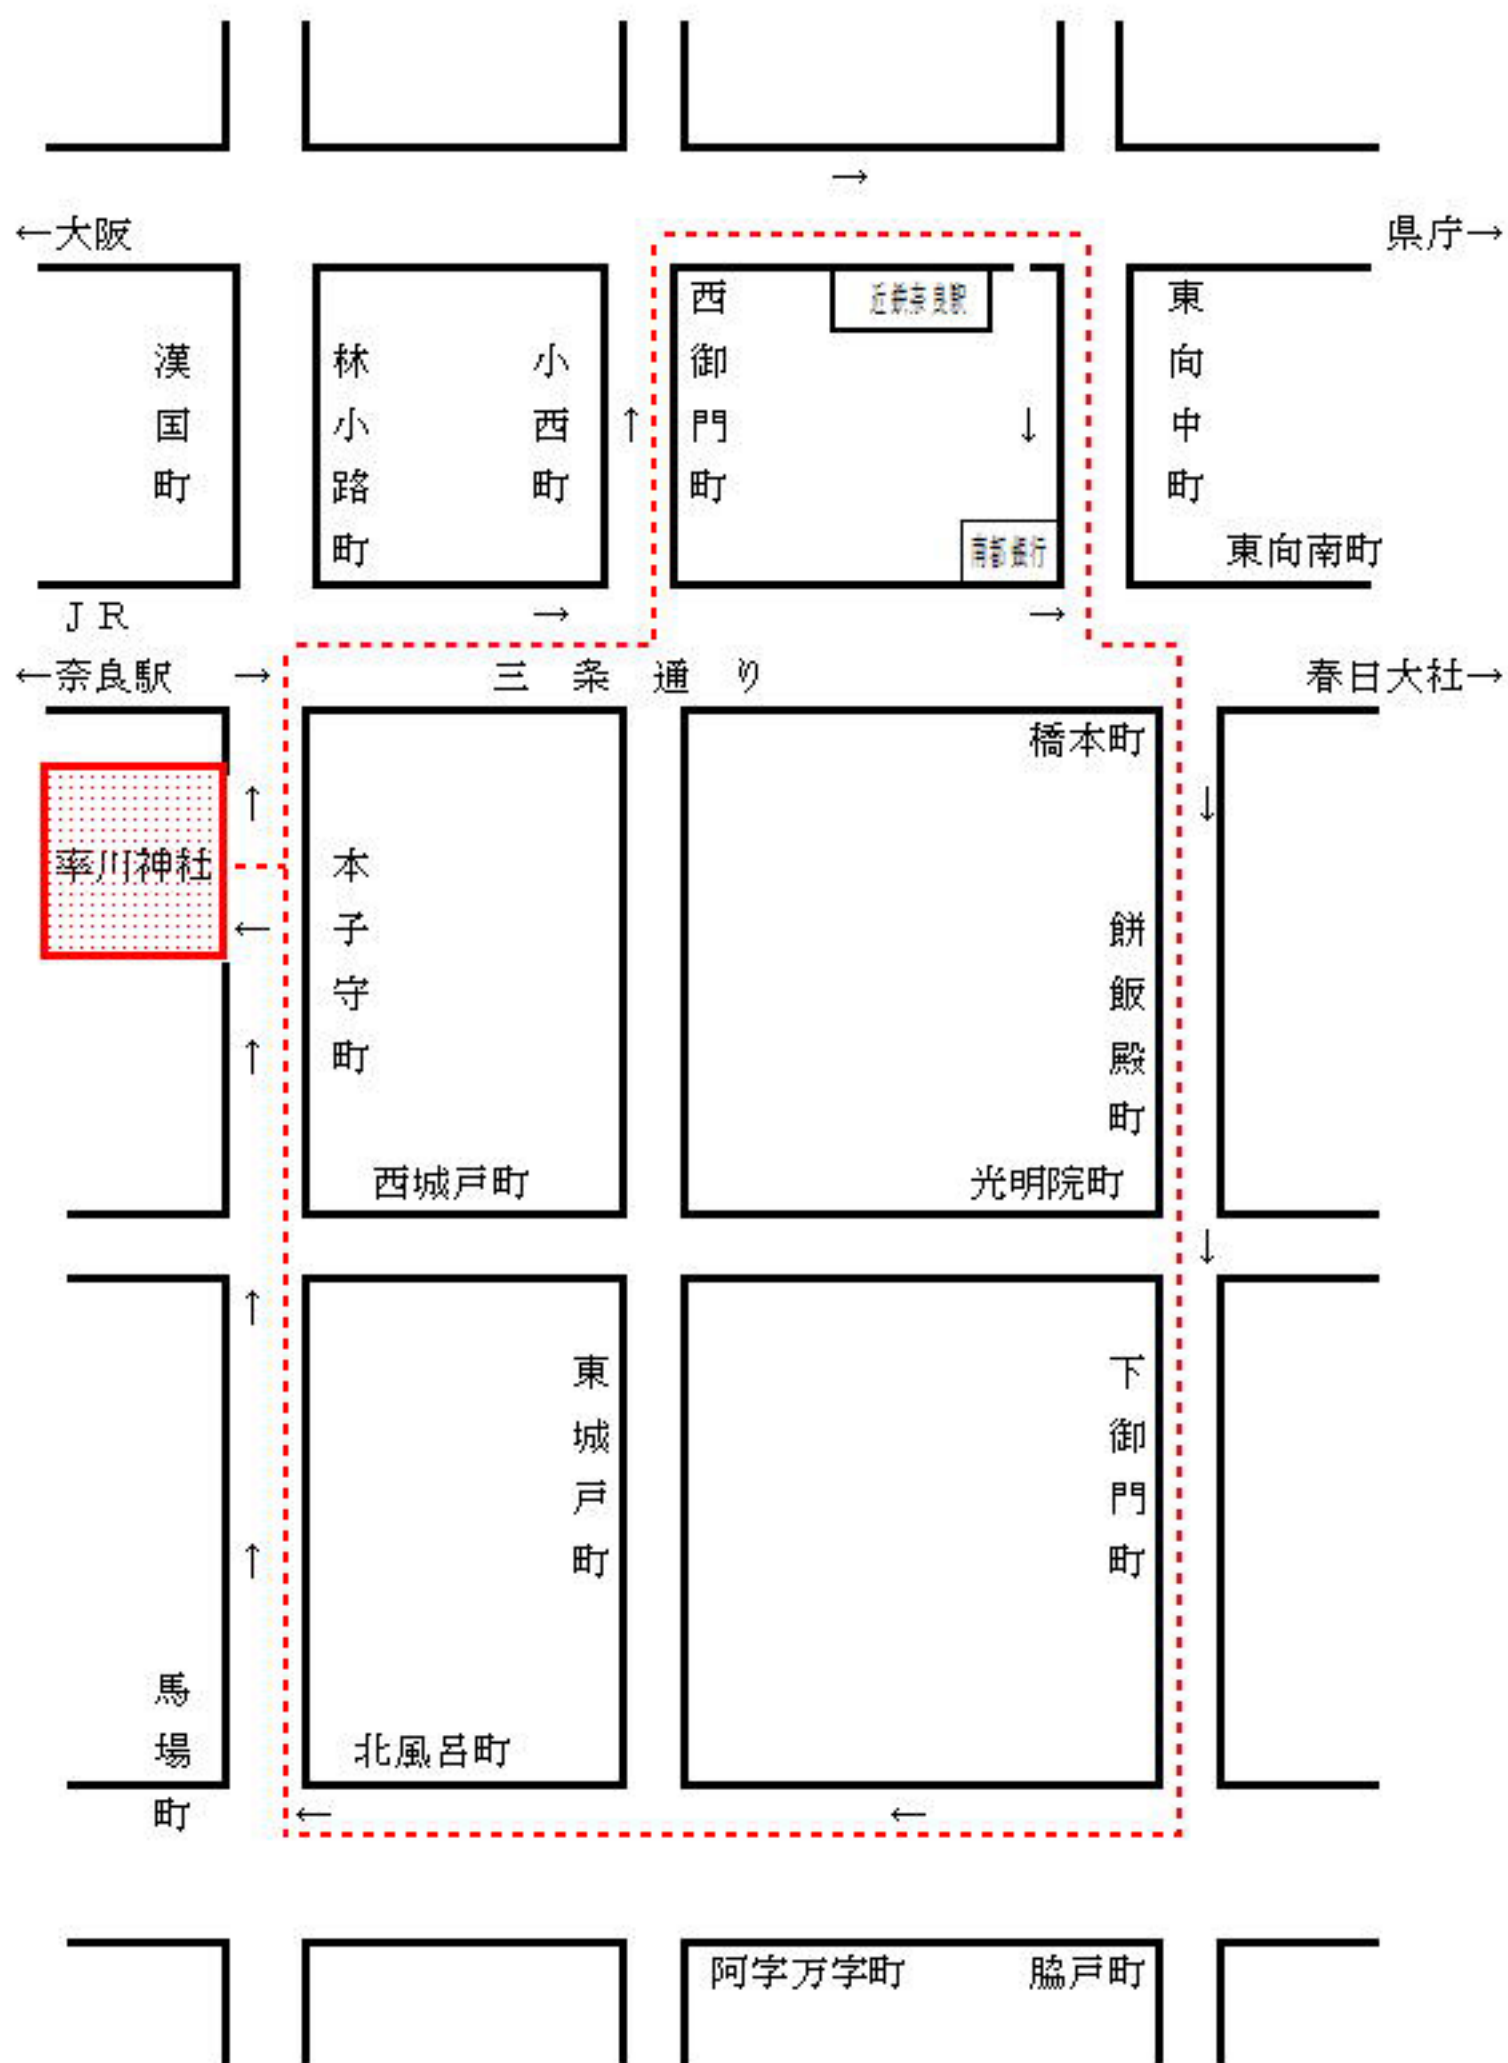 →
←大阪
県庁→
漢国町
林小路町
小西町
↑
西御門町
近鉄奈良駅
↓
南都銀行
東向中町
東向南町
→
→
JR
←奈良駅
→
三条通り
春日大社→
橋本町
率川神社
↑
←
↑
本子守町
西城戸町
餅飯殿町
光明院町
↓
↓
↑
↑
東城戸町
下御門町
馬場町
北風呂町
←
←
阿字万字町
脇戸町